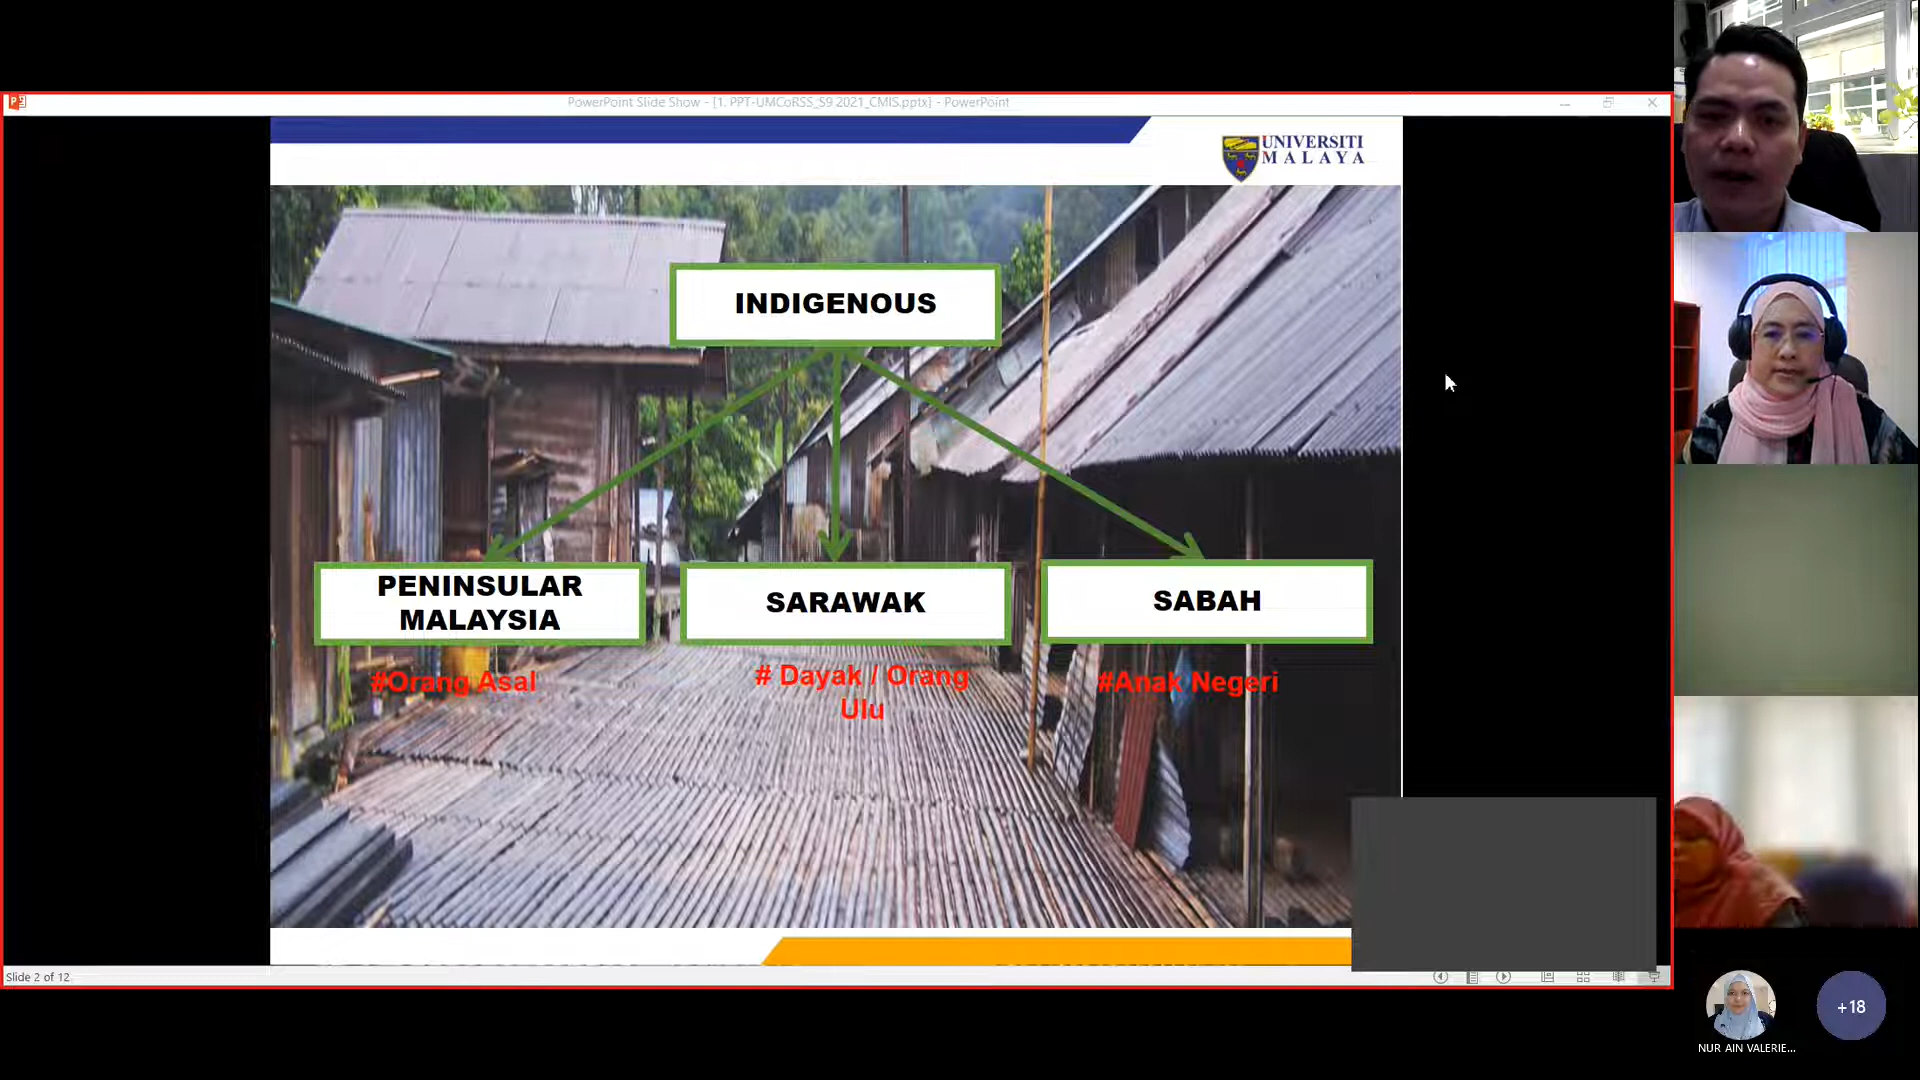 PowerPoint Slide Show - [1. PPT-UMCoRSS_S9 2021_CMIS.pptx] - PowerPoint
UNIVERSITI
MALAYA
INDIGENOUS
PENINSULAR
MALAYSIA
SARAWAK
SABAH
#Orang Asal
# Dayak / Orang
Ulu
#Anak Negeri
Slide 2 of 12
+18
NUR AIN VALERIE...